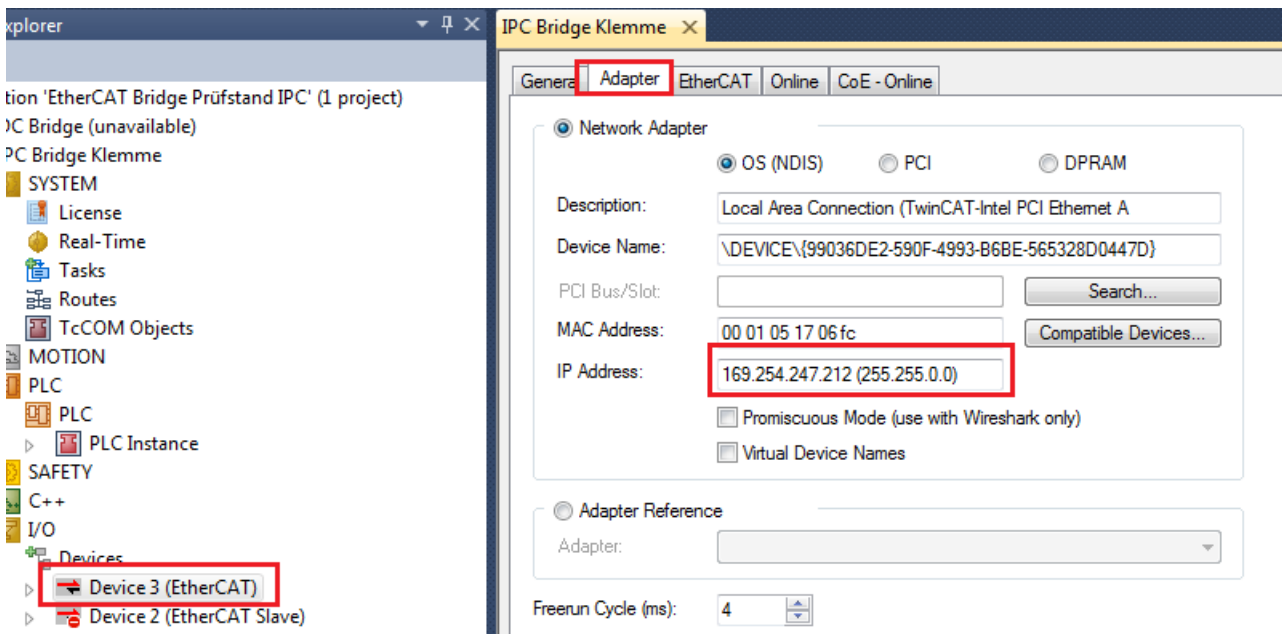 xplorer
tion 'EtherCAT Bridge Prüfstand IPC' (1 project)
C Bridge (unavailable)
PC Bridge Klemme
SYSTEM
License
Real-Time
Tasks
Routes
TcCOM Objects
MOTION
PLC
PLC
PLC Instance
SAFETY
C++
I/O
Devices
Device 3 (EtherCAT)
Device 2 (EtherCAT Slave)
IPC Bridge Klemme
General Adapter EtherCAT Online CoE - Online
Network Adapter
OS (NDIS) PCI DPRAM
Description: Local Area Connection (TwinCAT-Intel PCI Ethernet A
Device Name: \DEVICE\{99036DE2-590F-4993-B6BE-565328D0447D}
PCI Bus/Slot: Search...
MAC Address: 00 01 05 17 06 fc Compatible Devices...
IP Address: 169.254.247.212 (255.255.0.0)
Promiscuous Mode (use with Wireshark only)
Virtual Device Names
Adapter Reference
Adapter:
Freerun Cycle (ms): 4